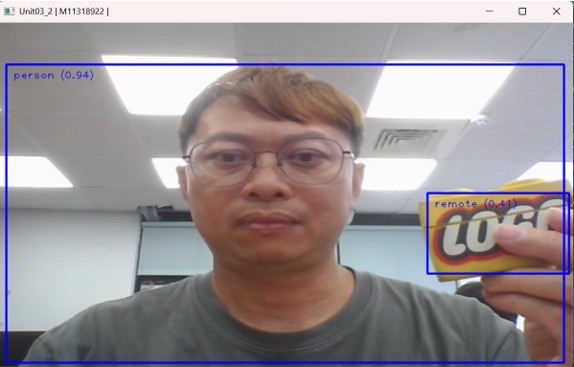 Unit03_2 | M11318922 |
person (0.94)
remote (0.41)
LOGO